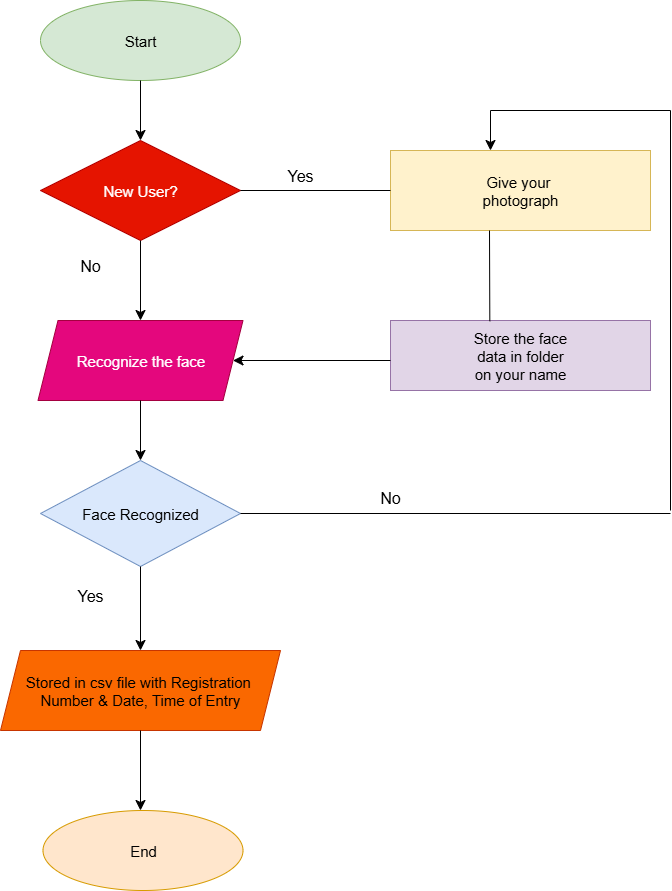 Start
New User?
Yes
Give your
photograph
No
Recognize the face
Store the face
data in folder
on your name
Face Recognized
No
Yes
Stored in csv file with Registration
Number & Date, Time of Entry
End